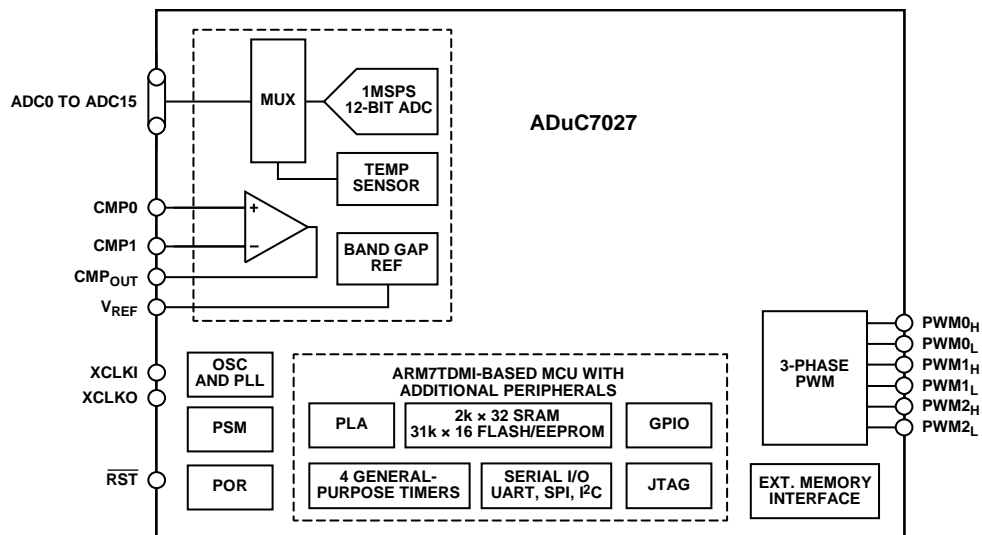 ADC0 TO ADC15
MUX
1MSPS
12-BIT ADC
ADuC7027
TEMP
SENSOR
CMP0
+
CMP1
–
BAND GAP
REF
CMPOUT
VREF
PWM0H
PWM0L
PWM1H
PWM1L
PWM2H
PWM2L
3-PHASE
PWM
XCLKI
XCLKO
OSC
AND PLL
ARM7TDMI-BASED MCU WITH
ADDITIONAL PERIPHERALS
PSM
PLA
2k × 32 SRAM
31k × 16 FLASH/EEPROM
GPIO
RST
POR
4 GENERAL-
PURPOSE TIMERS
SERIAL I/O
UART, SPI, I²C
JTAG
EXT. MEMORY
INTERFACE